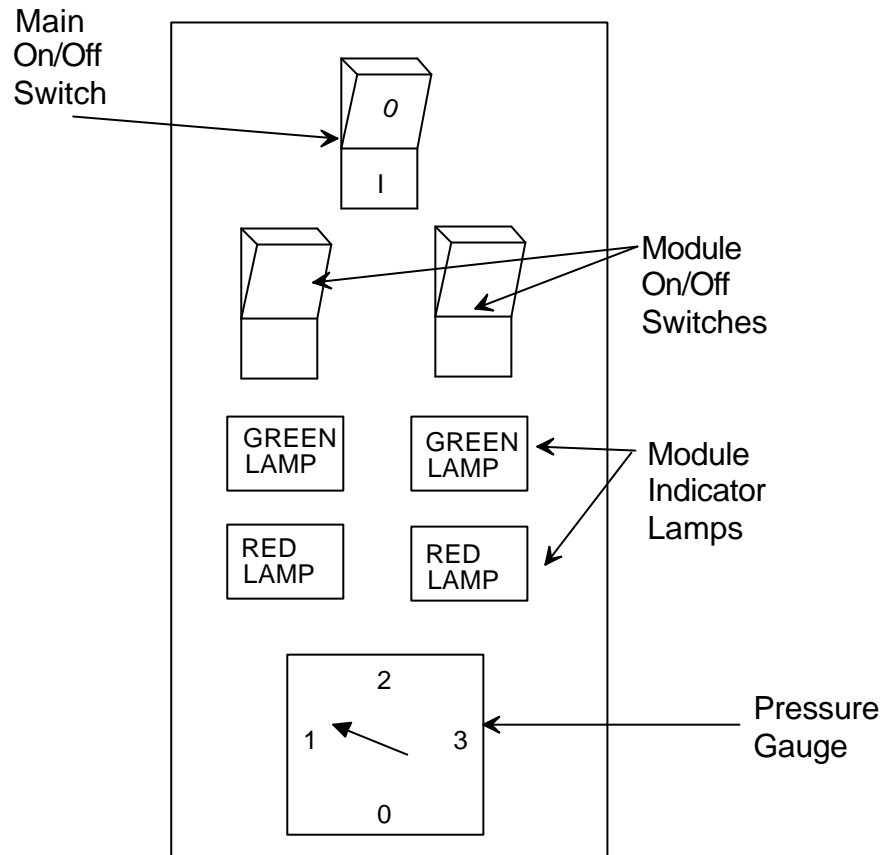 Main
On/Off
Switch
0
I
Module
On/Off
Switches
GREEN
LAMP
GREEN
LAMP
Module
Indicator
Lamps
RED
LAMP
RED
LAMP
2
1
3
0
Pressure
Gauge